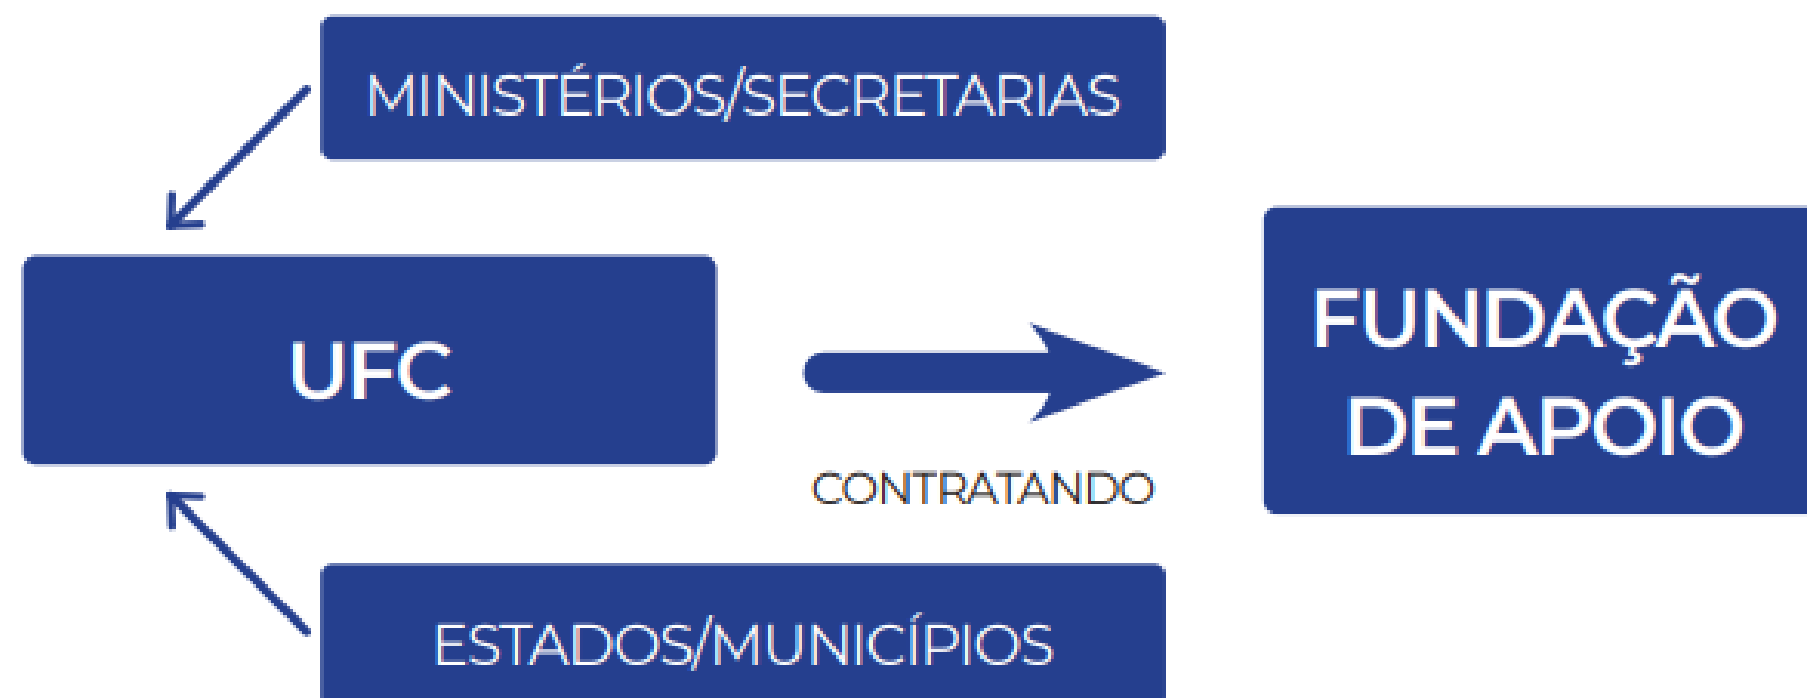 MINISTÉRIOS/SECRETARIAS
UFC
CONTRATANDO
FUNDAÇÃO
DE APOIO
ESTADOS/MUNICÍPIOS